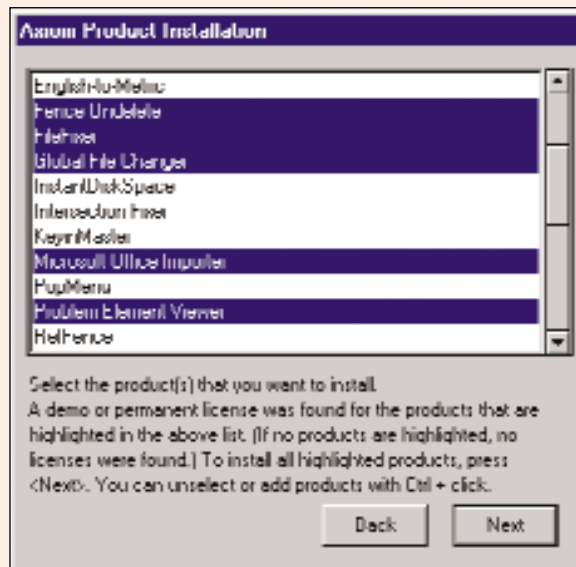 Axiom Product Installation
English-to-Metric
Fence Undelete
FileFixer
Global File Changer
InstantDiskSpace
Intersection Fixer
KeyinMaster
Microsoft Office Importer
PopMenu
Problem Element Viewer
RefFence
Select the product(s) that you want to install.
A demo or permanent license was found for the products that are
highlighted in the above list. (If no products are highlighted, no
licenses were found.) To install all highlighted products, press
<Next>. You can unselect or add products with Ctrl + click.
Back
Next